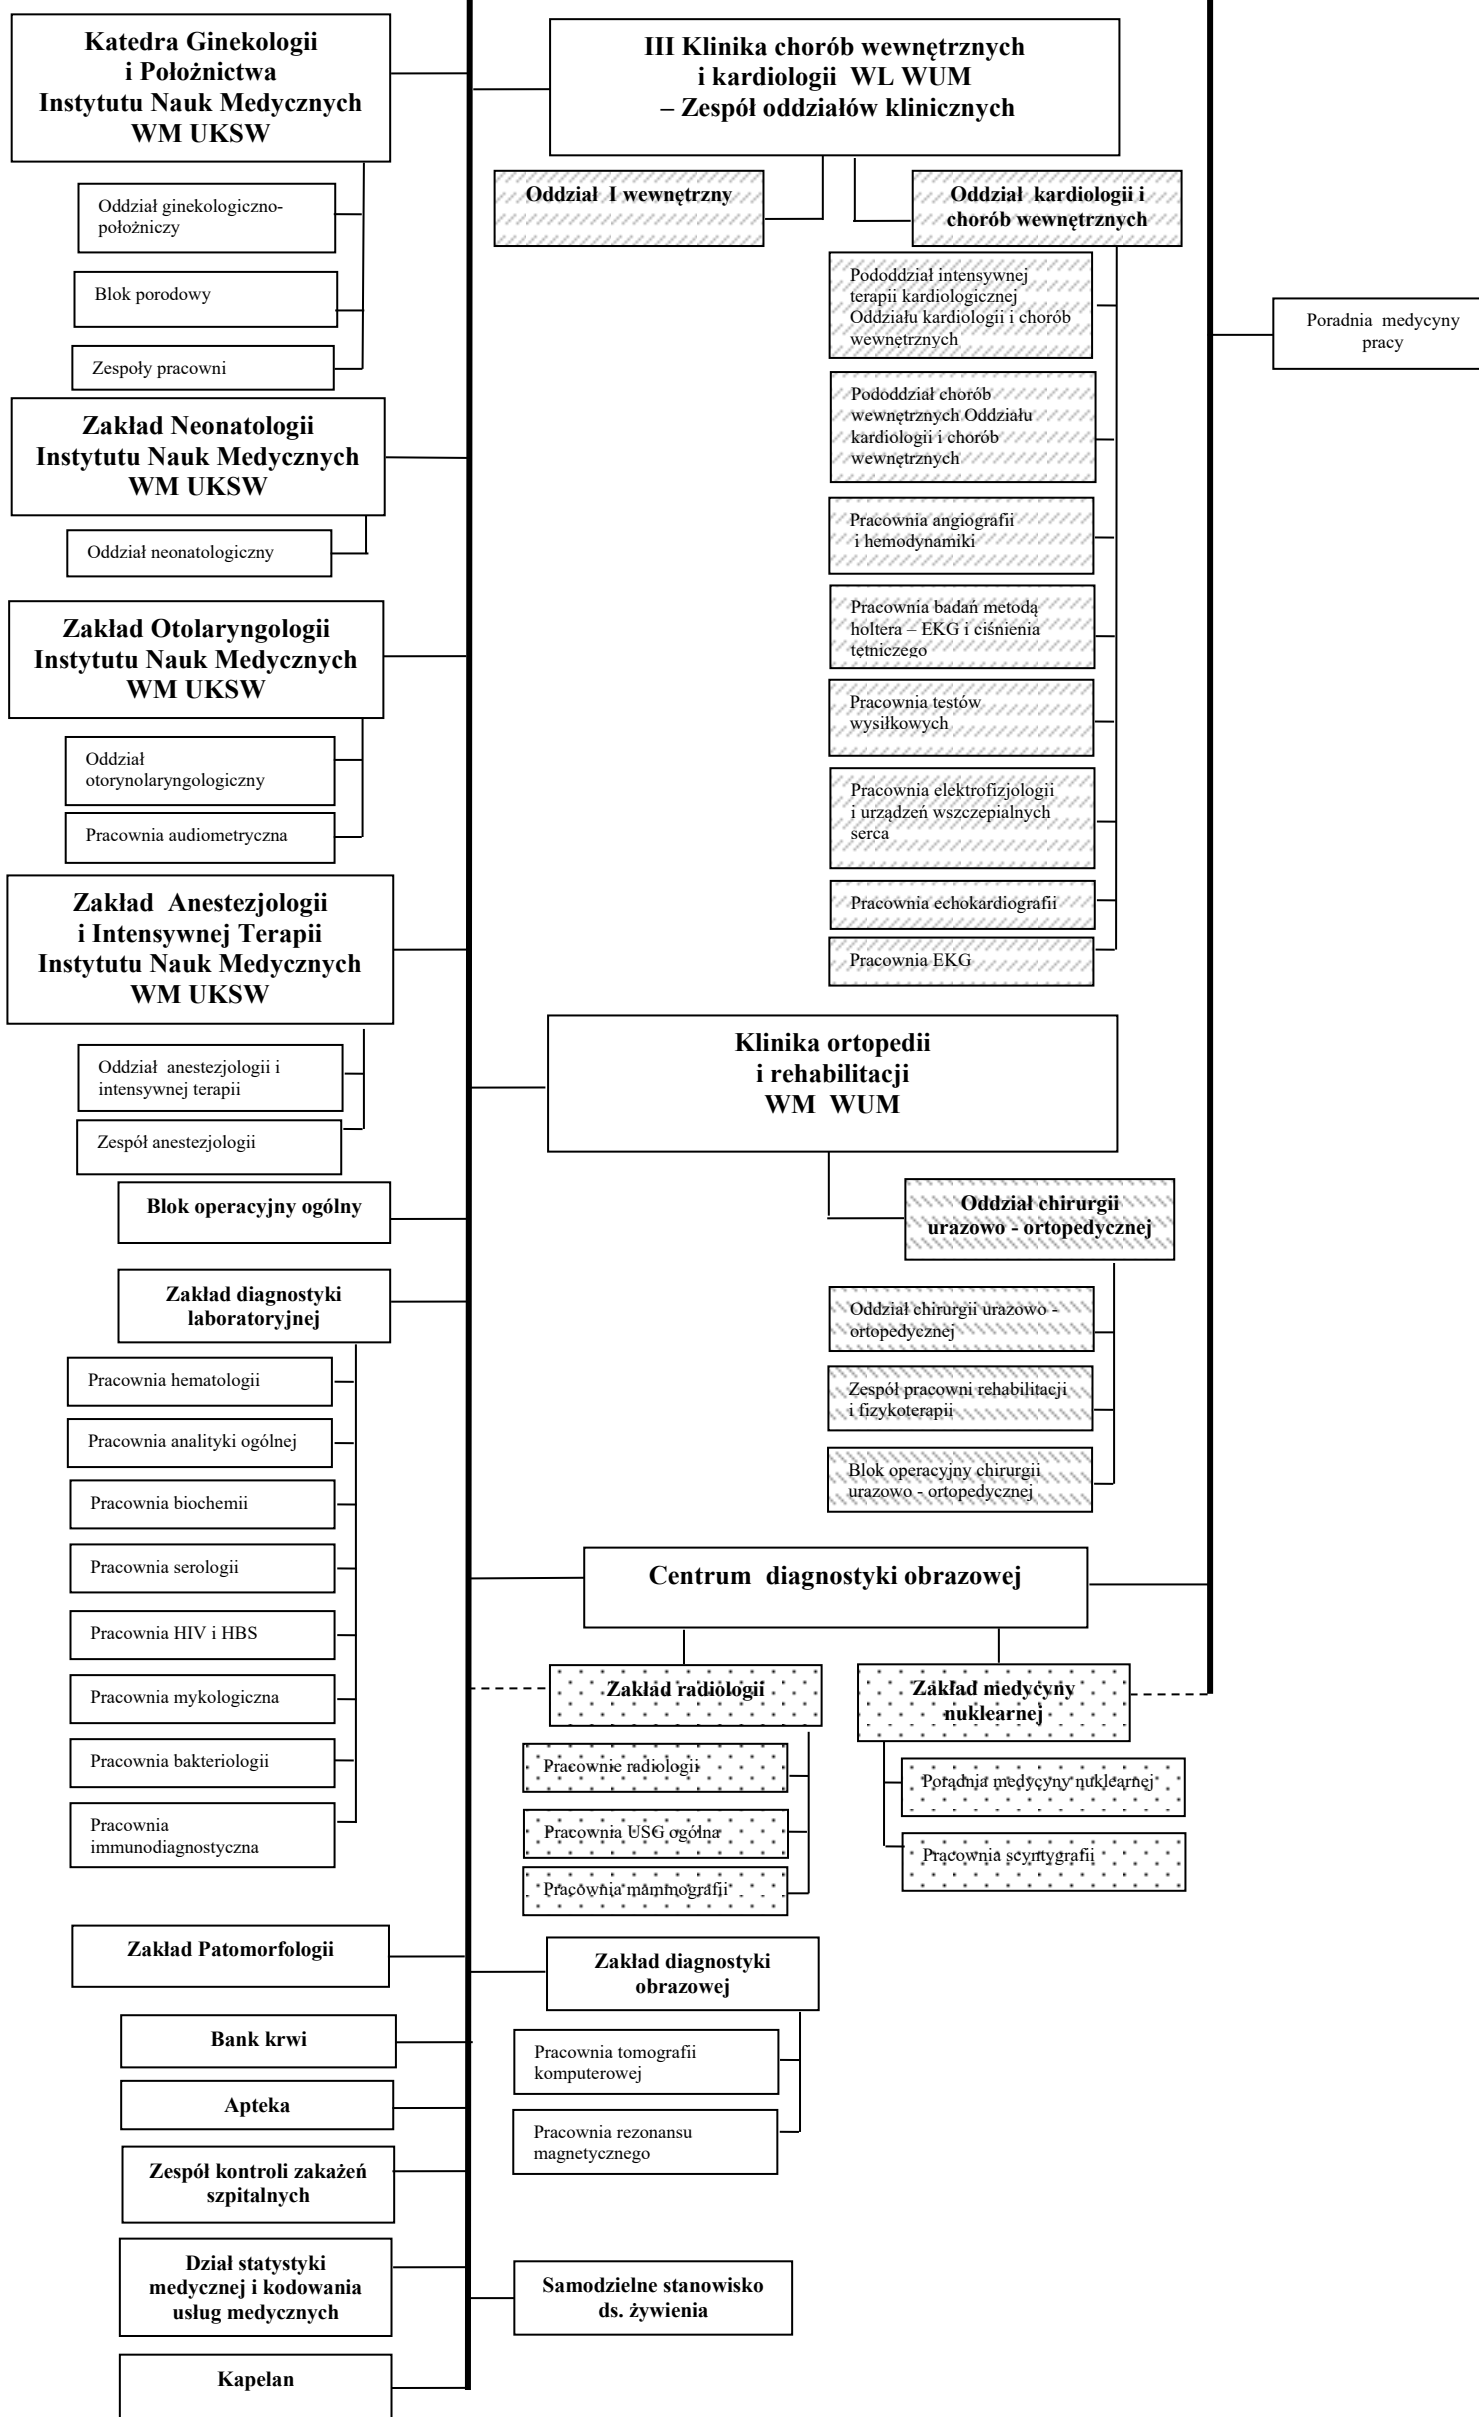 Katedra Ginekologii
i Położnictwa
Instytutu Nauk Medycznych
WM UKSW
Oddział ginekologiczno-
położniczy
Blok porodowy
Zespoły pracowni
Zakład Neonatologii
Instytutu Nauk Medycznych
WM UKSW
Oddział neonatologiczny
Zakład Otolaryngologii
Instytutu Nauk Medycznych
WM UKSW
Oddział
otorynolaryngologiczny
Pracownia audiometryczna
Zakład Anestezjologii
i Intensywnej Terapii
Instytutu Nauk Medycznych
WM UKSW
Oddział anestezjologii i
intensywnej terapii
Zespół anestezjologii
Blok operacyjny ogólny
Zakład diagnostyki
laboratoryjnej
Pracownia hematologii
Pracownia analityki ogólnej
Pracownia biochemii
Pracownia serologii
Pracownia HIV i HBS
Pracownia mykologiczna
Pracownia bakteriologii
Pracownia
immunodiagnostyczna
Zakład Patomorfologii
Bank krwi
Apteka
Zespół kontroli zakażeń
szpitalnych
Dział statystyki
medycznej i kodowania
usług medycznych
Kapelan
III Klinika chorób wewnętrznych
i kardiologii WL WUM
– Zespół oddziałów klinicznych
Oddział I wewnętrzny
Oddział kardiologii i
chorób wewnętrznych
Pododdział intensywnej
terapii kardiologicznej
Oddziału kardiologii i chorób
wewnętrznych
Pododdział chorób
wewnętrznych Oddziału
kardiologii i chorób
wewnętrznych
Pracownia angiografii
i hemodynamiki
Pracownia badań metodą
holtera – EKG i ciśnienia
tętniczego
Pracownia testów
wysiłkowych
Pracownia elektrofizjologii
i urządzeń wszczepialnych
serca
Pracownia echokardiografii
Pracownia EKG
Klinika ortopedii
i rehabilitacji
WM WUM
Oddział chirurgii
urazowo - ortopedycznej
Oddział chirurgii urazowo -
ortopedycznej
Zespół pracowni rehabilitacji
i fizykoterapii
Blok operacyjny chirurgii
urazowo - ortopedycznej
Centrum diagnostyki obrazowej
Zakład radiologii
Pracownie radiologii
Pracownia USG ogólna
Pracownia mammografii
Zakład medycyny
nuklearnej
Poradnia medycyny nuklearnej
Pracownia scyntygrafii
Zakład diagnostyki
obrazowej
Pracownia tomografii
komputerowej
Pracownia rezonansu
magnetycznego
Samodzielne stanowisko
ds. żywienia
Poradnia medycyny
pracy